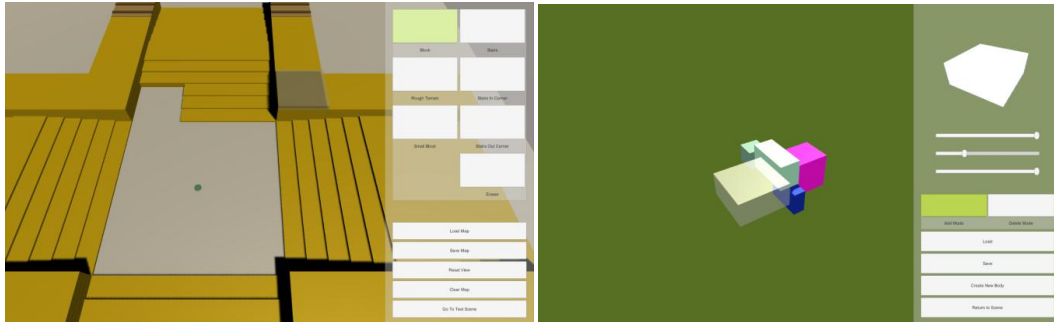 Block
Stairs
Rough Terrain
Stairs In Corner
Small Block
Stairs Out Corner
Eraser
Load Map
Save Map
Reset View
Clear Map
Go To Test Scene
Add Mode
Delete Mode
Load
Save
Create New Body
Return to Scene